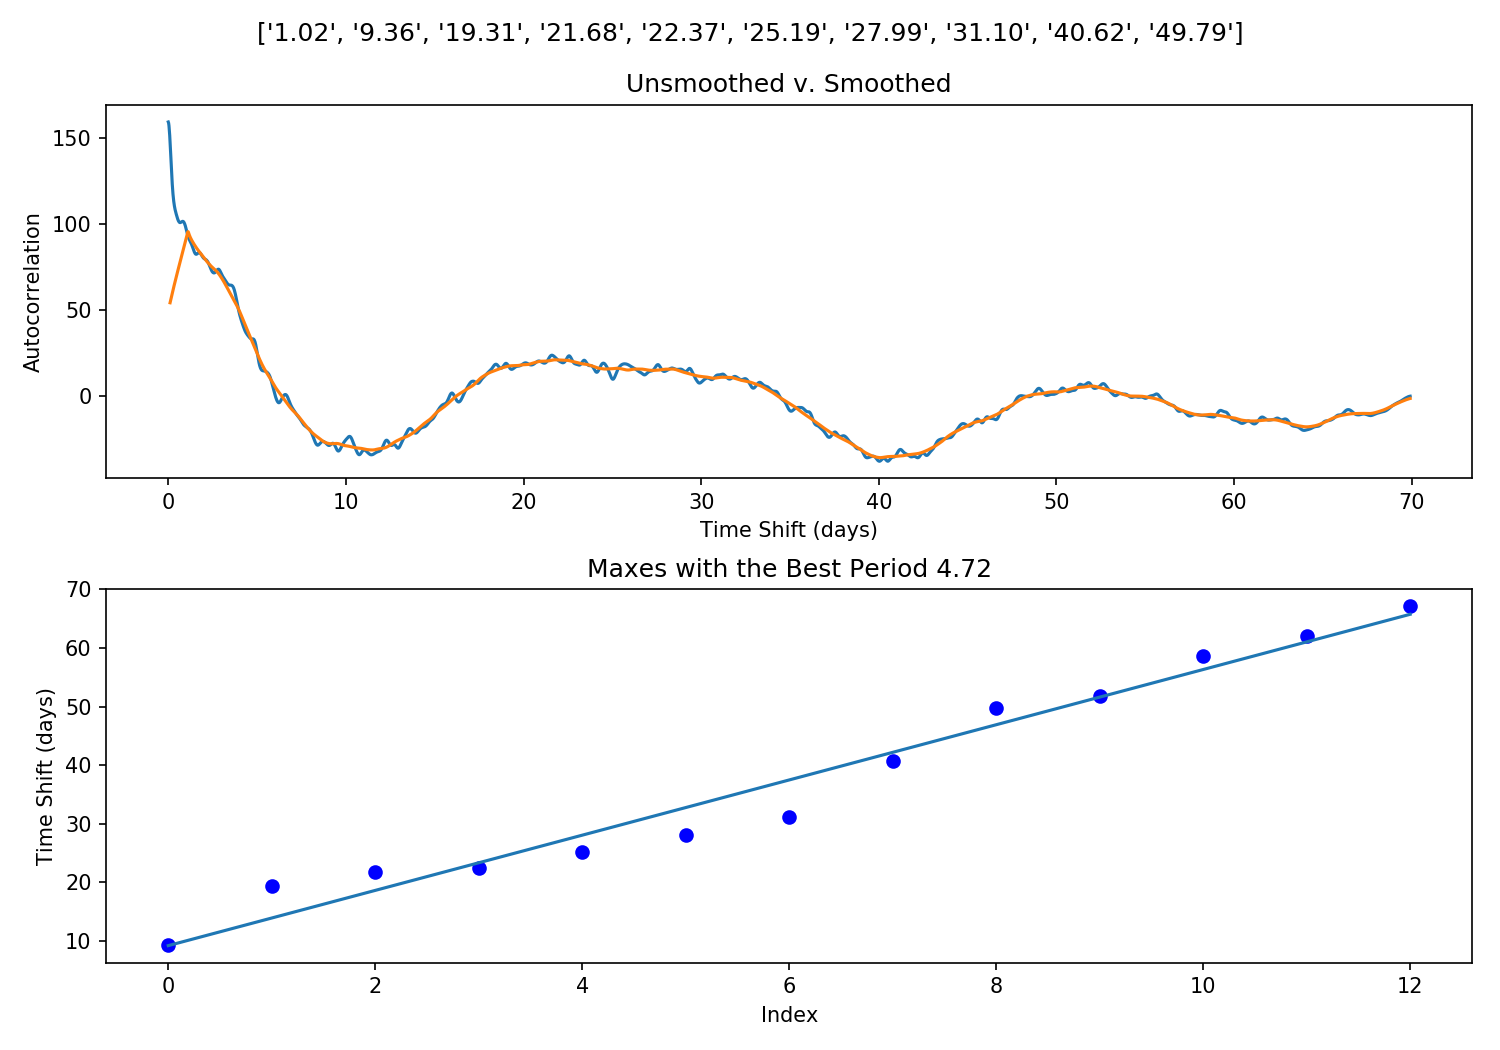 ['1.02', '9.36', '19.31', '21.68', '22.37', '25.19', '27.99', '31.10', '40.62', '49.79']
Unsmoothed v. Smoothed
Autocorrelation
150
100
50
0
0 10 20 30 40 50 60 70
Time Shift (days)
Maxes with the Best Period 4.72
Time Shift (days)
70
60
50
40
30
20
10
0 2 4 6 8 10 12
Index